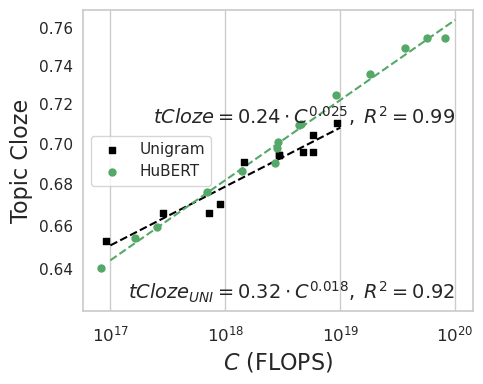 0.76
0.74
0.72
0.70
0.68
0.66
0.64
Topic Cloze
tCloze = 0.24 · C^0.025, R² = 0.99
Unigram
HuBERT
tCloze_UNI = 0.32 · C^0.018, R² = 0.92
10^17 10^18 10^19 10^20
C (FLOPS)